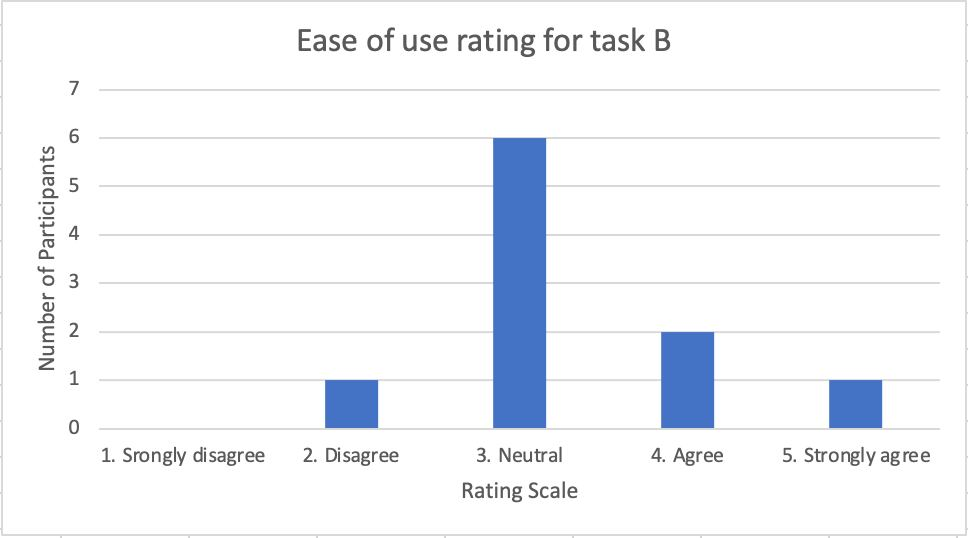 Ease of use rating for task B
7
6
5
4
3
2
1
0
Number of Participants
1. Srongly disagree 2. Disagree 3. Neutral 4. Agree 5. Strongly agree
Rating Scale